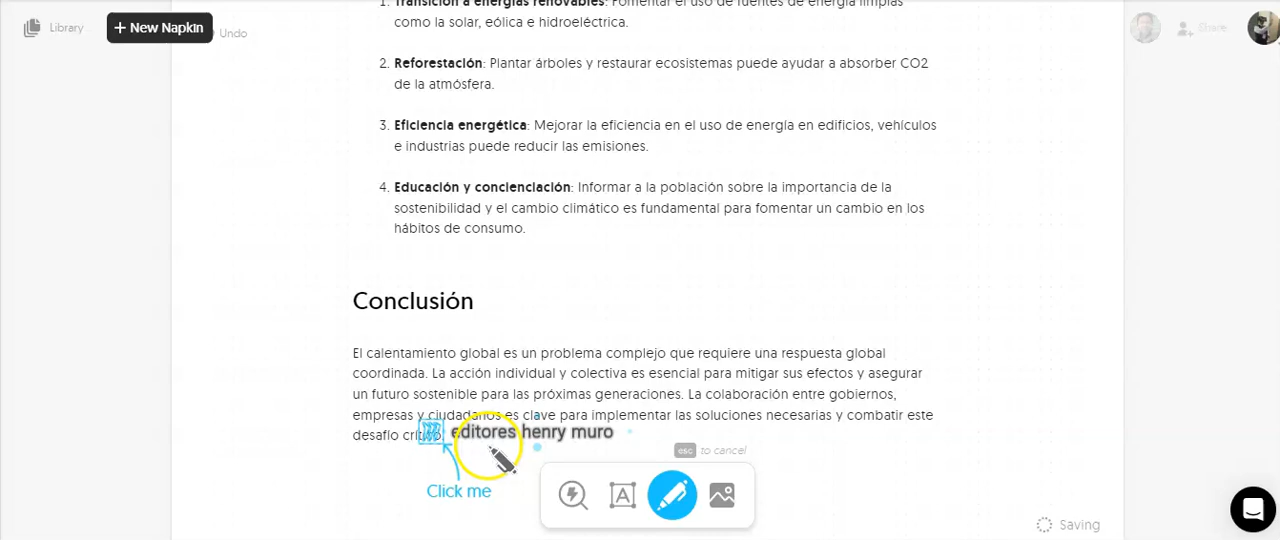 Library
+ New Napkin
Undo
Share
1. Transición a energías renovables: Fomentar el uso de fuentes de energía limpias
como la solar, eólica e hidroeléctrica.
2. Reforestación: Plantar árboles y restaurar ecosistemas puede ayudar a absorber CO2
de la atmósfera.
3. Eficiencia energética: Mejorar la eficiencia en el uso de energía en edificios, vehículos
e industrias puede reducir las emisiones.
4. Educación y concienciación: Informar a la población sobre la importancia de la
sostenibilidad y el cambio climático es fundamental para fomentar un cambio en los
hábitos de consumo.
Conclusión
El calentamiento global es un problema complejo que requiere una respuesta global
coordinada. La acción individual y colectiva es esencial para mitigar sus efectos y asegurar
un futuro sostenible para las próximas generaciones. La colaboración entre gobiernos,
empresas y ciudadanos es clave para implementar las soluciones necesarias y combatir este
desafío crítico.
editores henry muro
esc to cancel
Click me
A
Saving